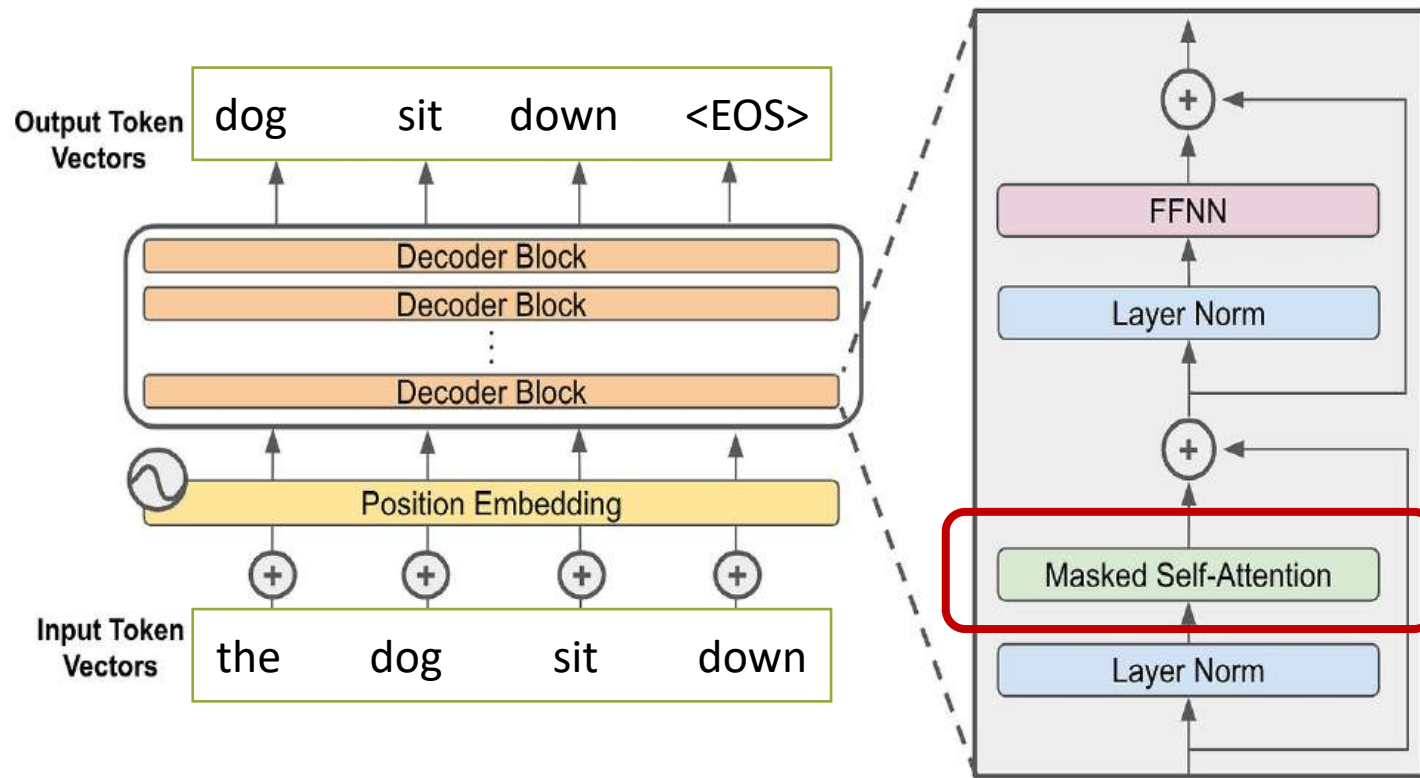 Output Token
Vectors
dog sit down <EOS>
Decoder Block
Decoder Block
Decoder Block
Position Embedding
Input Token
Vectors
the dog sit down
FFNN
Layer Norm
Masked Self-Attention
Layer Norm